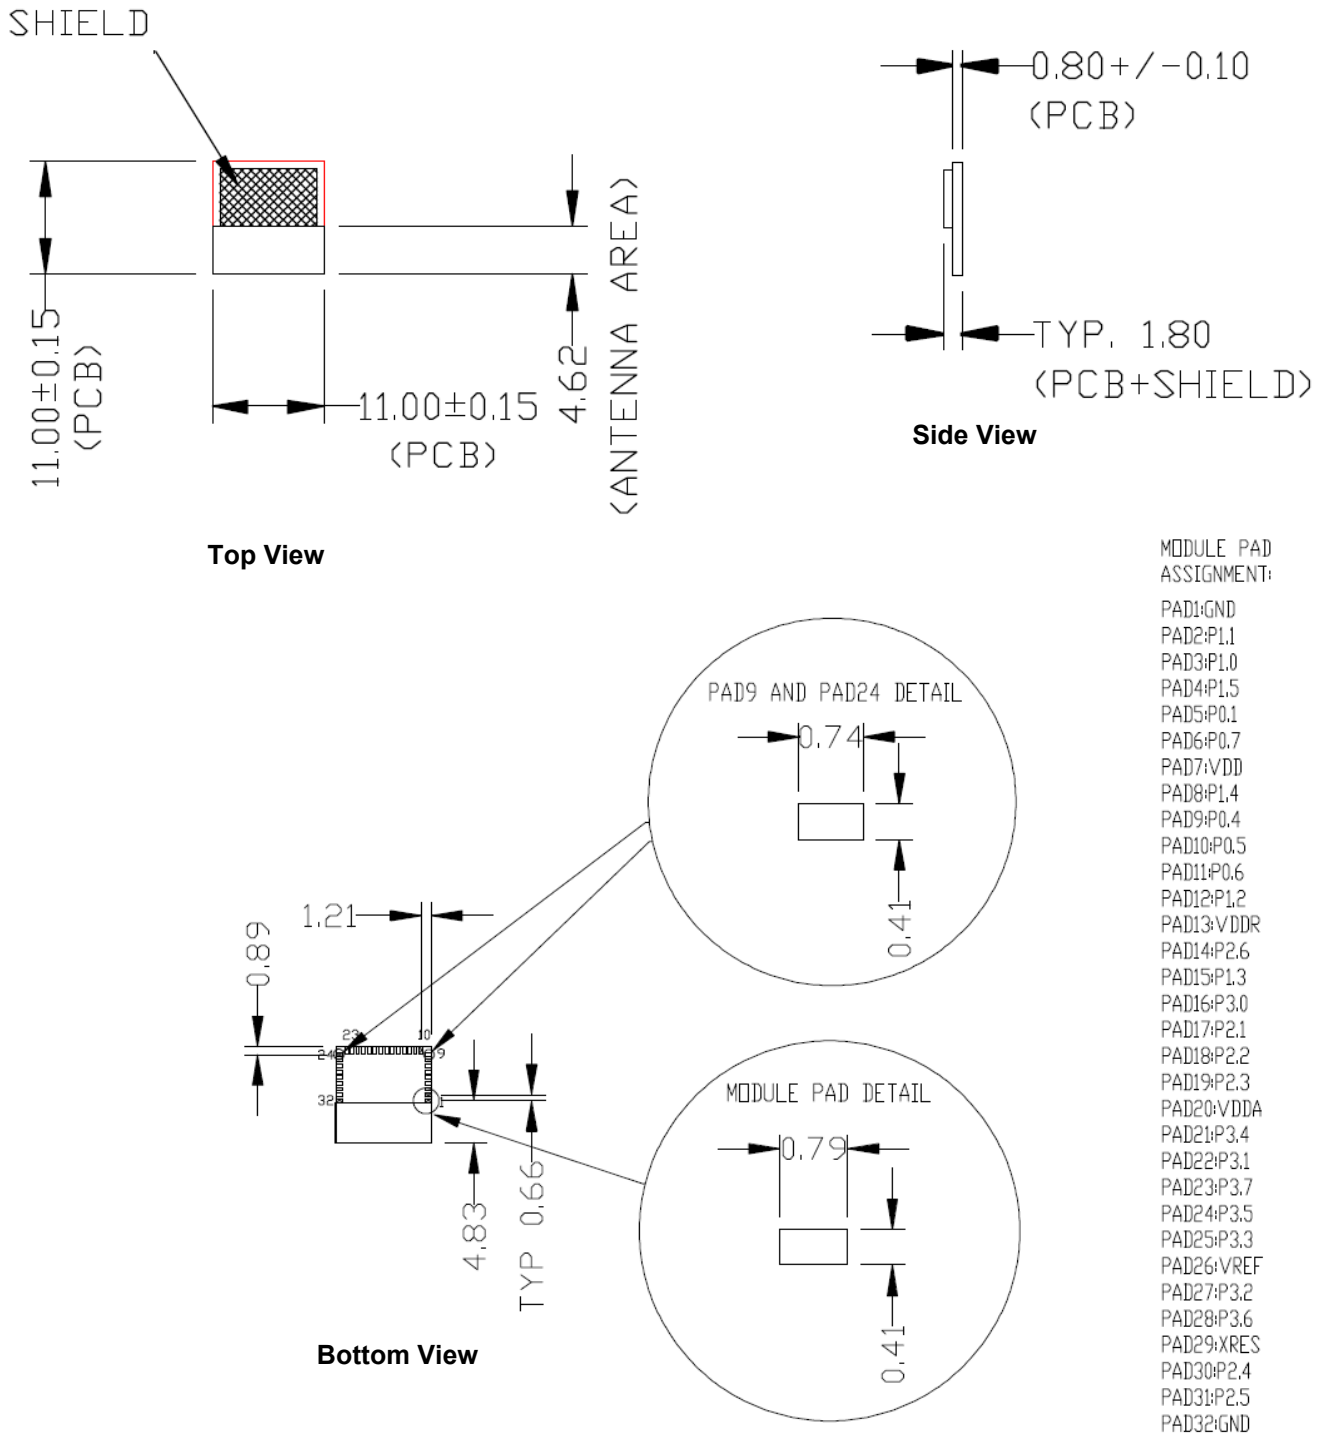 SHIELD
0.80+/-0.10
(PCB)
11.00±0.15
(PCB)
11.00±0.15
(PCB)
4.62
(ANTENNA AREA)
TYP. 1.80
(PCB+SHIELD)
Side View
Top View
MODULE PAD
ASSIGNMENT:
PAD1:GND
PAD2:P1.1
PAD3:P1.0
PAD4:P1.5
PAD5:P0.1
PAD6:P0.7
PAD7:VDD
PAD8:P1.4
PAD9:P0.4
PAD10:P0.5
PAD11:P0.6
PAD12:P1.2
PAD13:VDDR
PAD14:P2.6
PAD15:P1.3
PAD16:P3.0
PAD17:P2.1
PAD18:P2.2
PAD19:P2.3
PAD20:VDDA
PAD21:P3.4
PAD22:P3.1
PAD23:P3.7
PAD24:P3.5
PAD25:P3.3
PAD26:VREF
PAD27:P3.2
PAD28:P3.6
PAD29:XRES
PAD30:P2.4
PAD31:P2.5
PAD32:GND
PAD9 AND PAD24 DETAIL
0.74
0.41
1.21
0.89
23
10
24
9
32
1
4.83
TYP 0.66
MODULE PAD DETAIL
0.79
0.41
Bottom View